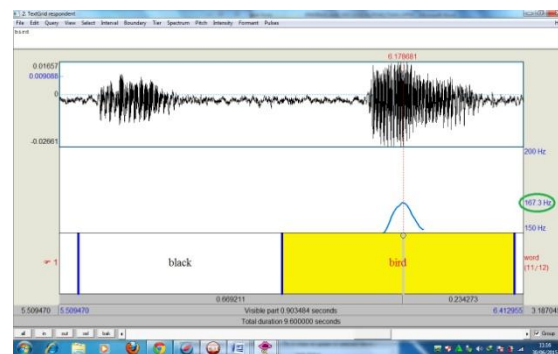 2. TextGrid respondent
File Edit Query View Select Interval Boundary Tier Spectrum Pitch Intensity Formant Pulses
bird
6.178681
0.01657
0.009088
0
-0.02661
200 Hz
167.3 Hz
150 Hz
1
black
bird
word
(11/12)
0.669211
0.234273
5.509470
5.509470
Visible part 0.903484 seconds
6.412955
3.187045
Total duration 9.600000 seconds
all
in
out
sel
bak
Group